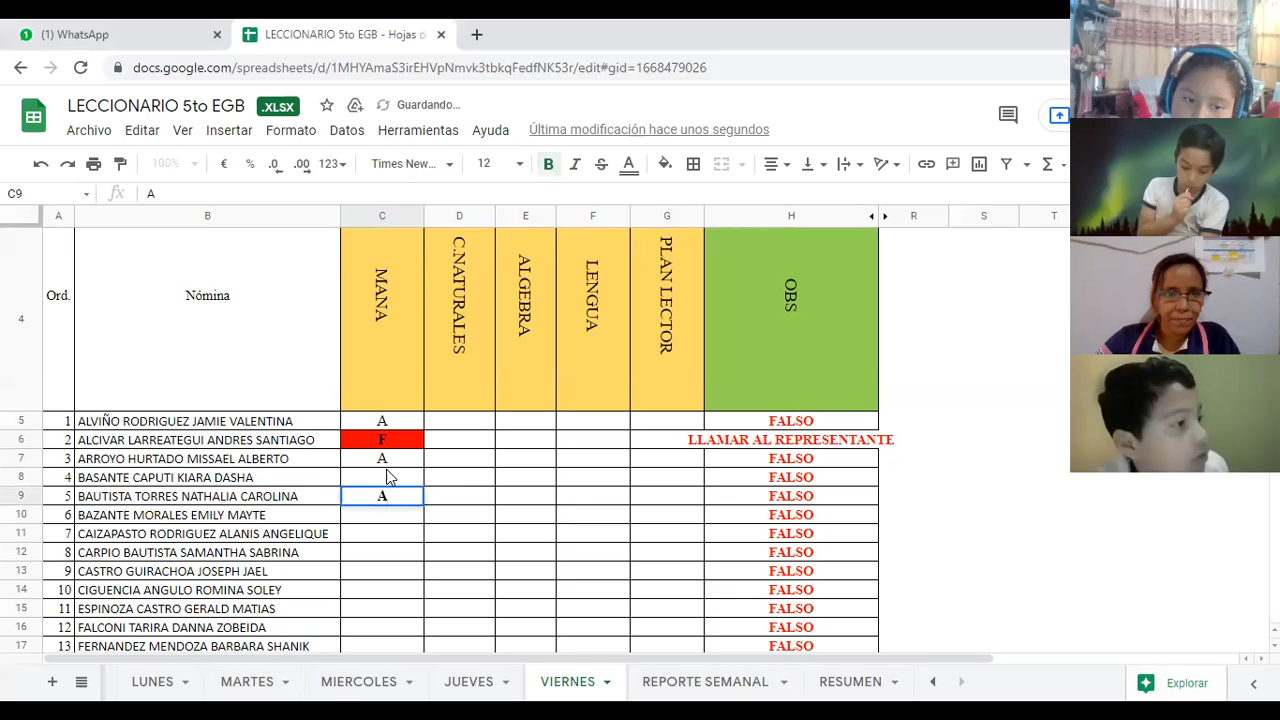 (1) WhatsApp
LECCIONARIO 5to EGB - Hojas d
docs.google.com/spreadsheets/d/1MHYAmaS3irEHVpNmvk3tbkqFedfNK53r/edit#gid=1668479026
LECCIONARIO 5to EGB .XLSX Guardando…
Archivo Editar Ver Insertar Formato Datos Herramientas Ayuda Última modificación hace unos segundos
100% € % .0 .00 123 Times New... 12 B I S A Σ
C9 fx A
A B C D E F G H R S T
4 Ord. Nómina MANA C.NATURALES ALGEBRA LENGUA PLAN LECTOR OBS
5 1 ALVIÑO RODRIGUEZ JAMIE VALENTINA A FALSO
6 2 ALCIVAR LARREATEGUI ANDRES SANTIAGO F LLAMAR AL REPRESENTANTE
7 3 ARROYO HURTADO MISSAEL ALBERTO A FALSO
8 4 BASANTE CAPUTI KIARA DASHA FALSO
9 5 BAUTISTA TORRES NATHALIA CAROLINA A FALSO
10 6 BAZANTE MORALES EMILY MAYTE FALSO
11 7 CAIZAPASTO RODRIGUEZ ALANIS ANGELIQUE FALSO
12 8 CARPIO BAUTISTA SAMANTHA SABRINA FALSO
13 9 CASTRO GUIRACHOA JOSEPH JAEL FALSO
14 10 CIGUENCIA ANGULO ROMINA SOLEY FALSO
15 11 ESPINOZA CASTRO GERALD MATIAS FALSO
16 12 FALCONI TARIRA DANNA ZOBEIDA FALSO
17 13 FERNANDEZ MENDOZA BARBARA SHANIK FALSO
LUNES MARTES MIERCOLES JUEVES VIERNES REPORTE SEMANAL RESUMEN Explorar